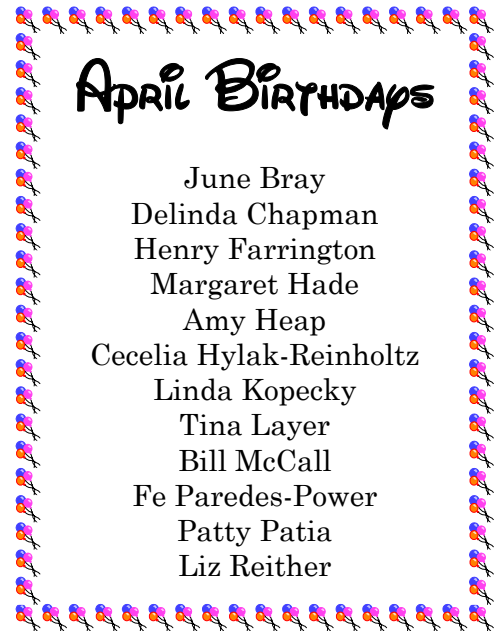 April Birthdays
June Bray
Delinda Chapman
Henry Farrington
Margaret Hade
Amy Heap
Cecelia Hylak-Reinholtz
Linda Kopecky
Tina Layer
Bill McCall
Fe Paredes-Power
Patty Patia
Liz Reither